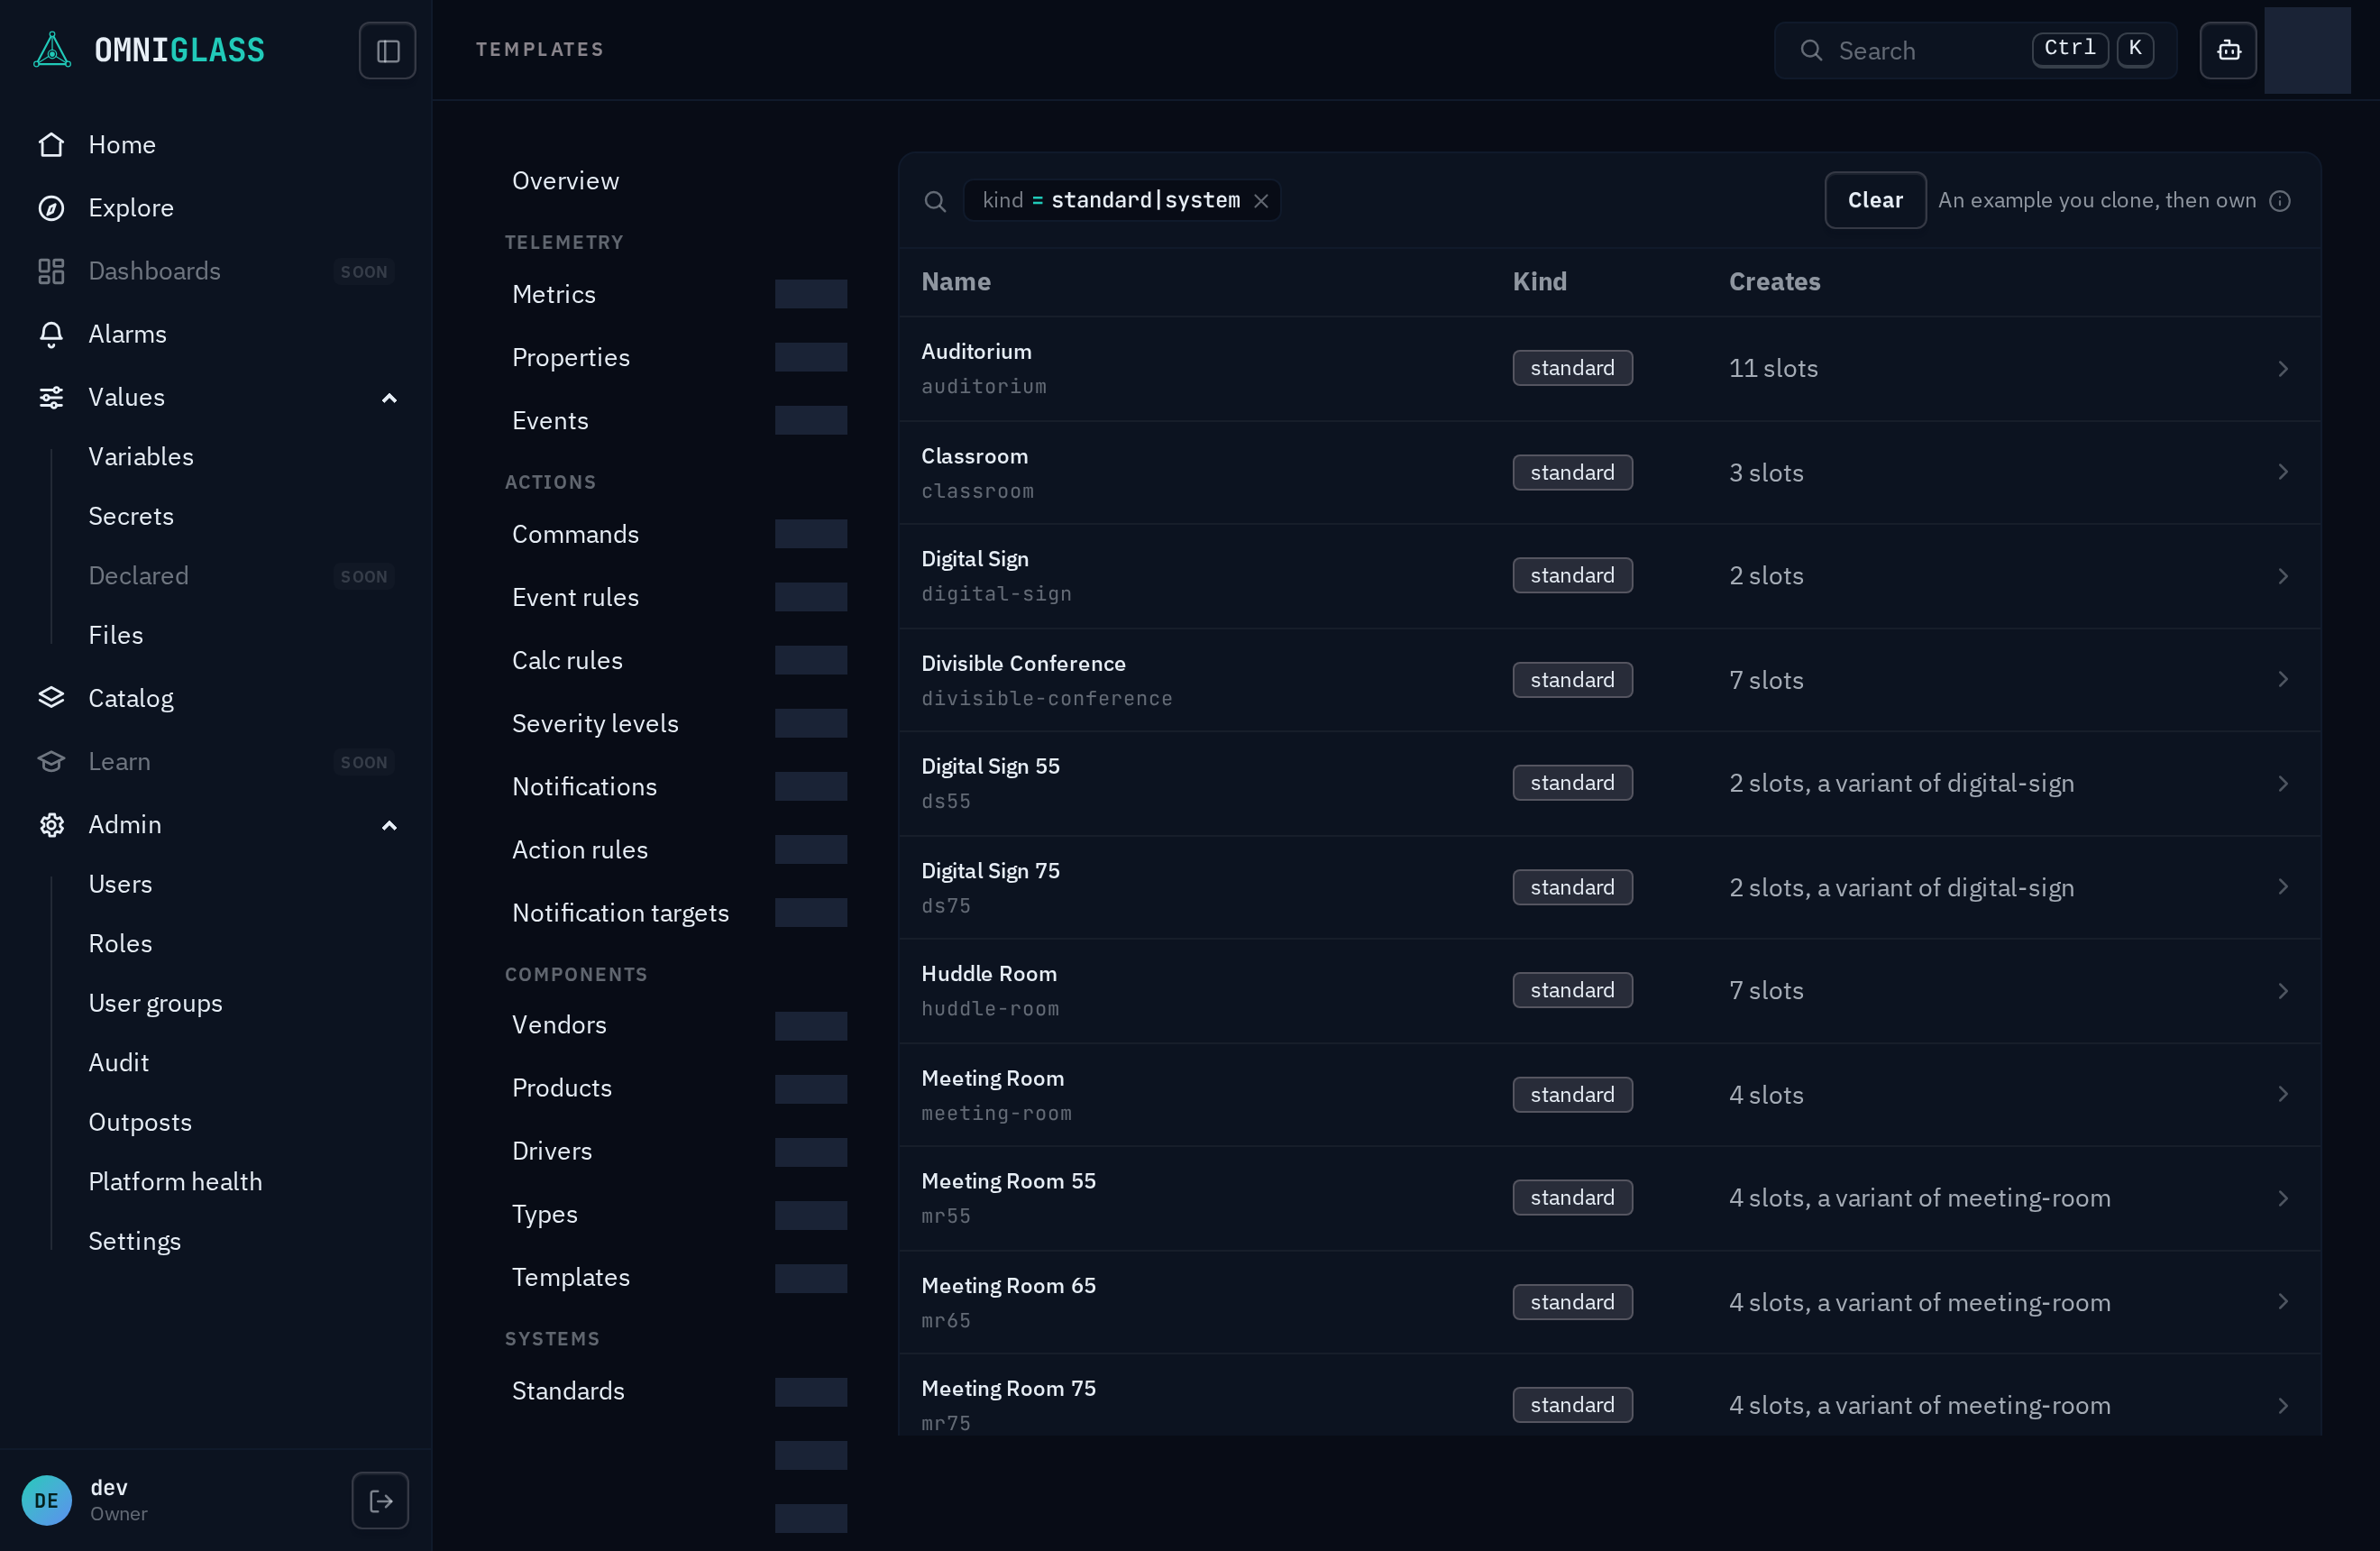 OMNIGLASS
Home
Explore
Dashboards SOON
Alarms
Values
Variables
Secrets
Declared SOON
Files
Catalog
Learn SOON
Admin
Users
Roles
User groups
Audit
Outposts
Platform health
Settings
DE dev
Owner
TEMPLATES
Search Ctrl K
Overview
TELEMETRY
Metrics
Properties
Events
ACTIONS
Commands
Event rules
Calc rules
Severity levels
Notifications
Action rules
Notification targets
COMPONENTS
Vendors
Products
Drivers
Types
Templates
SYSTEMS
Standards
kind = standard|system Clear An example you clone, then own
Name Kind Creates
Auditorium
auditorium
standard 11 slots
Classroom
classroom
standard 3 slots
Digital Sign
digital-sign
standard 2 slots
Divisible Conference
divisible-conference
standard 7 slots
Digital Sign 55
ds55
standard 2 slots, a variant of digital-sign
Digital Sign 75
ds75
standard 2 slots, a variant of digital-sign
Huddle Room
huddle-room
standard 7 slots
Meeting Room
meeting-room
standard 4 slots
Meeting Room 55
mr55
standard 4 slots, a variant of meeting-room
Meeting Room 65
mr65
standard 4 slots, a variant of meeting-room
Meeting Room 75
mr75
standard 4 slots, a variant of meeting-room